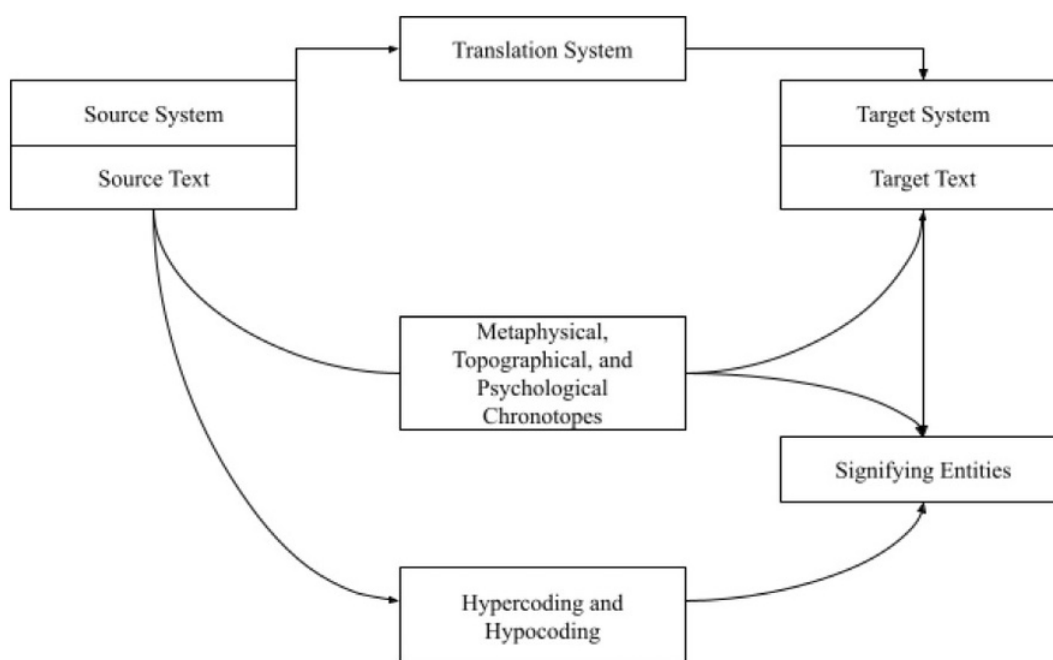 Translation System
Source System
Target System
Source Text
Target Text
Metaphysical,
Topographical, and
Psychological
Chronotopes
Signifying Entities
Hypercoding and
Hypocoding